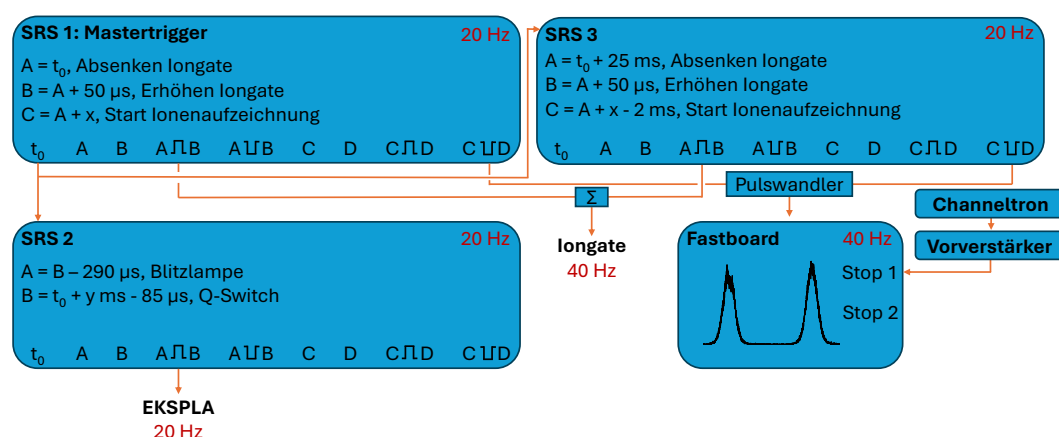 SRS 1: Mastertrigger 20 Hz
A = t₀, Absenken Iongate
B = A + 50 µs, Erhöhen Iongate
C = A + x, Start Ionenaufzeichnung
t₀ A B A⎍B A⊔B C D C⎍D C⊔D
SRS 3 20 Hz
A = t₀ + 25 ms, Absenken Iongate
B = A + 50 µs, Erhöhen Iongate
C = A + x - 2 ms, Start Ionenaufzeichnung
t₀ A B A⎍B A⊔B C D C⎍D C⊔D
Σ
Pulswandler
Channeltron
Vorverstärker
Iongate
40 Hz
SRS 2 20 Hz
A = B – 290 µs, Blitzlampe
B = t₀ + y ms - 85 µs, Q-Switch
t₀ A B A⎍B A⊔B C D C⎍D C⊔D
Fastboard 40 Hz
Stop 1
Stop 2
EKSPLA
20 Hz